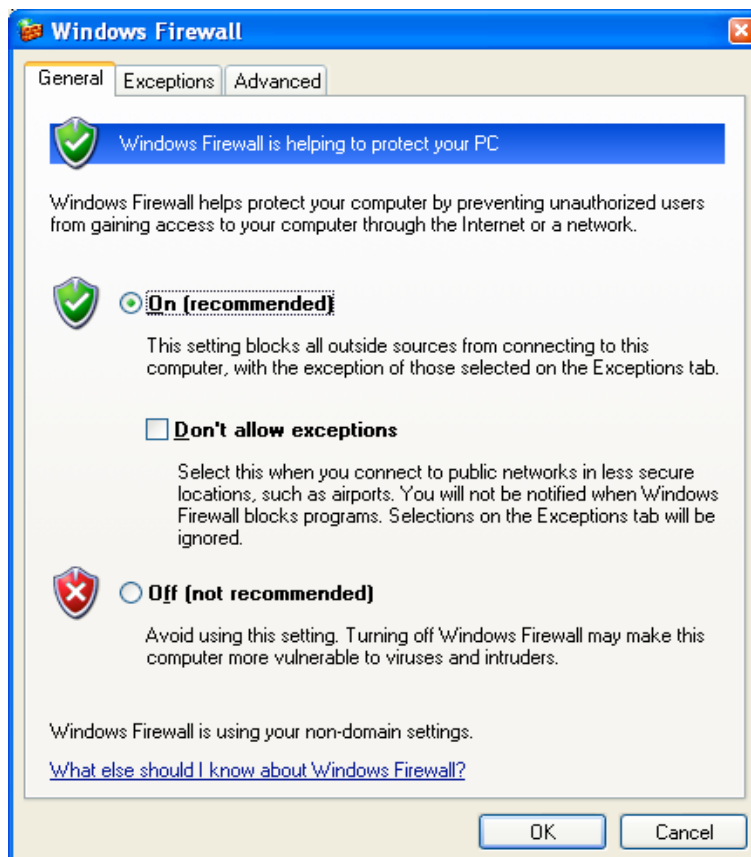 Windows Firewall
General Exceptions Advanced
Windows Firewall is helping to protect your PC
Windows Firewall helps protect your computer by preventing unauthorized users
from gaining access to your computer through the Internet or a network.
On (recommended)
This setting blocks all outside sources from connecting to this
computer, with the exception of those selected on the Exceptions tab.
Don't allow exceptions
Select this when you connect to public networks in less secure
locations, such as airports. You will not be notified when Windows
Firewall blocks programs. Selections on the Exceptions tab will be
ignored.
Off (not recommended)
Avoid using this setting. Turning off Windows Firewall may make this
computer more vulnerable to viruses and intruders.
Windows Firewall is using your non-domain settings.
What else should I know about Windows Firewall?
OK Cancel